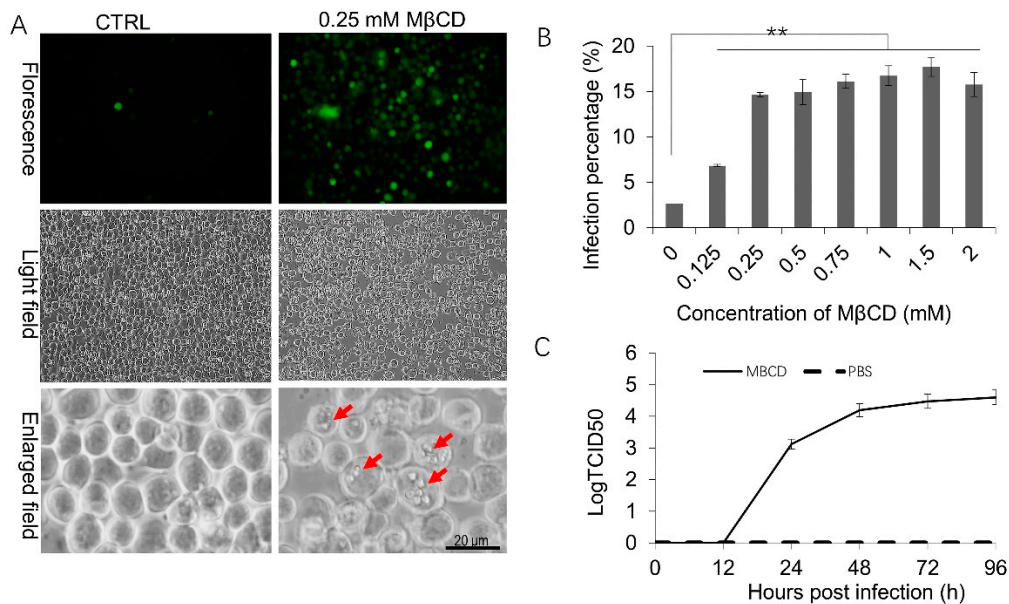 A
CTRL
0.25 mM MβCD
Florescence
Light field
Enlarged field
20 μm
B
**
Infection percentage (%)
20
15
10
5
0
0
0.125
0.25
0.5
0.75
1
1.5
2
Concentration of MβCD (mM)
C
MBCD
PBS
LogTCID50
6
5
4
3
2
1
0
0
12
24
48
72
96
Hours post infection (h)